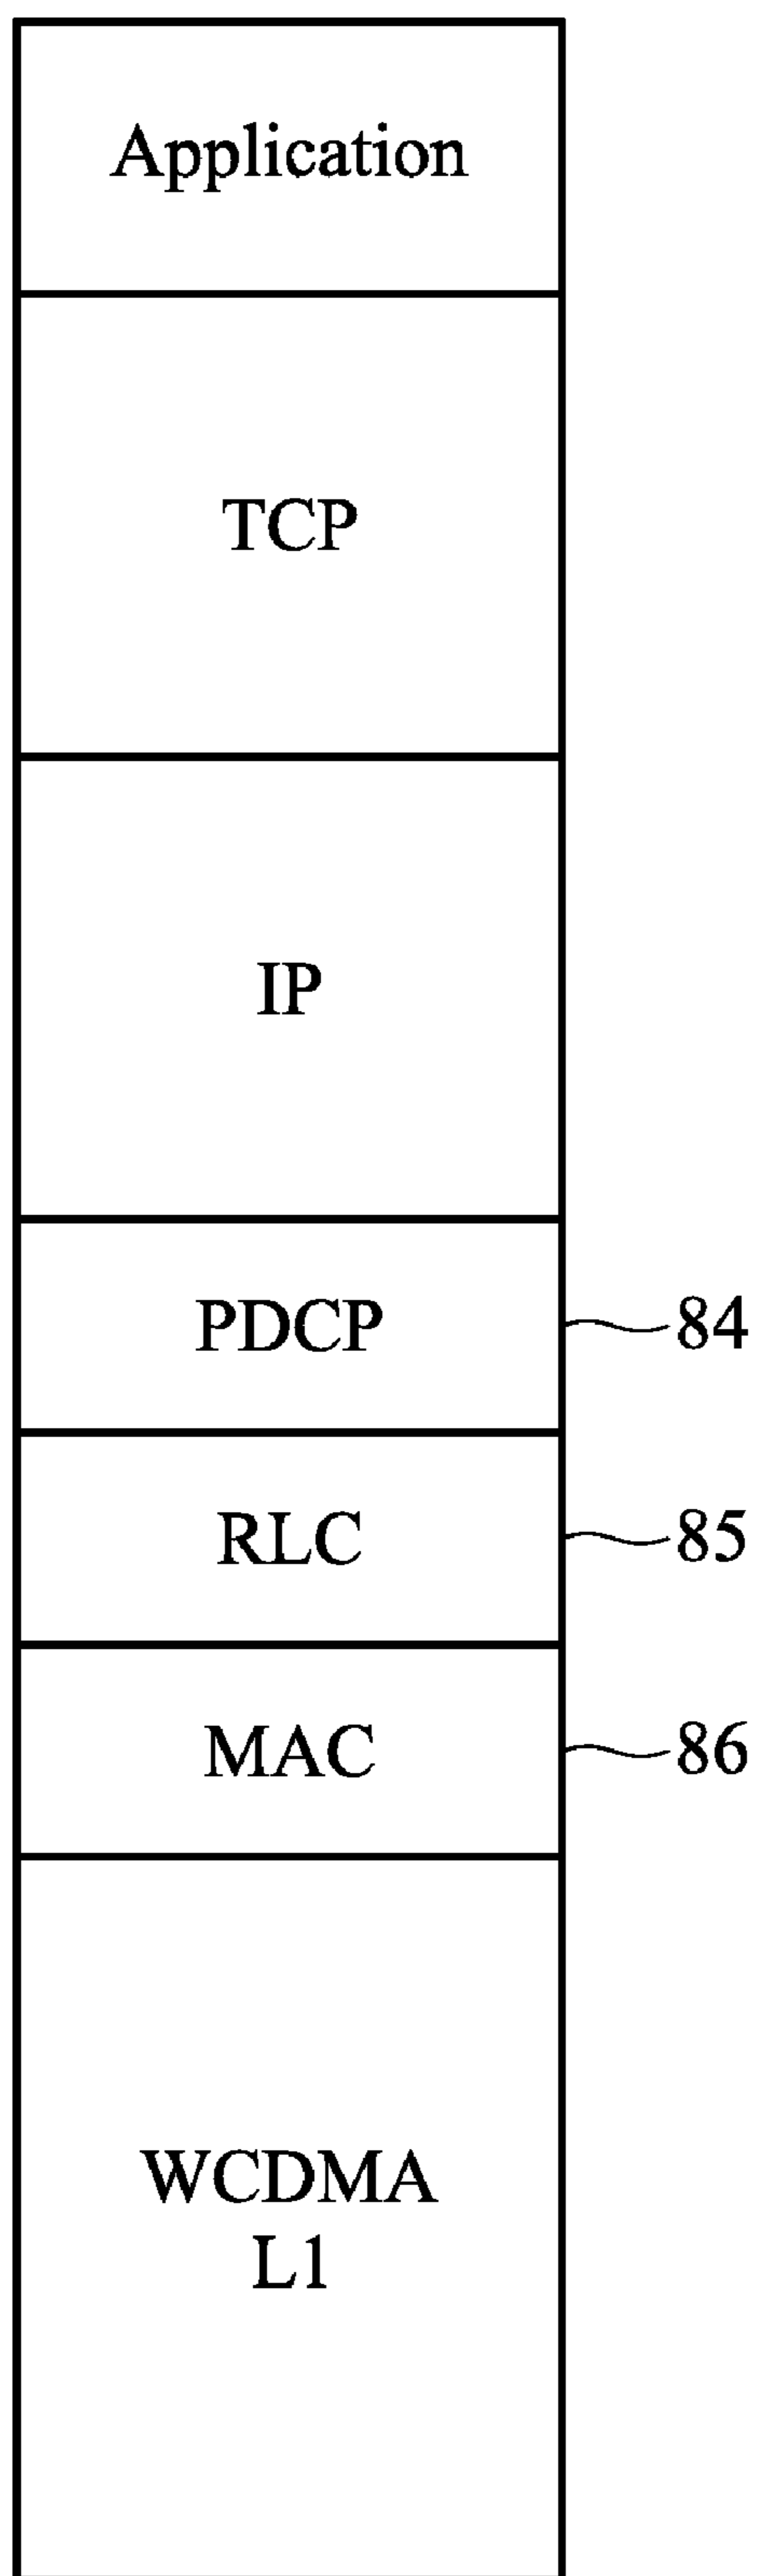 Application
TCP
IP
PDCP
84
RLC
85
MAC
86
WCDMA
L1